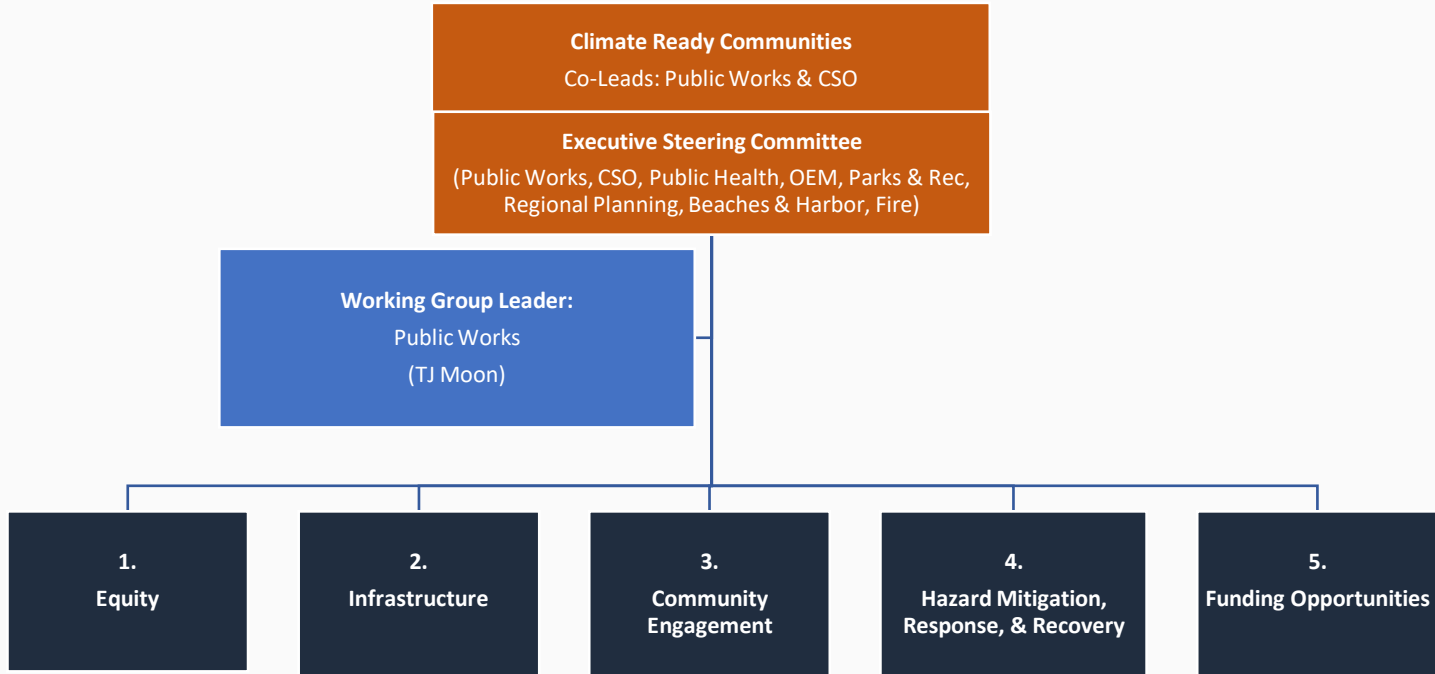 Climate Ready Communities
Co-Leads: Public Works & CSO
Executive Steering Committee
(Public Works, CSO, Public Health, OEM, Parks & Rec,
Regional Planning, Beaches & Harbor, Fire)
Working Group Leader:
Public Works
(TJ Moon)
1.
Equity
2.
Infrastructure
3.
Community
Engagement
4.
Hazard Mitigation,
Response, & Recovery
5.
Funding Opportunities